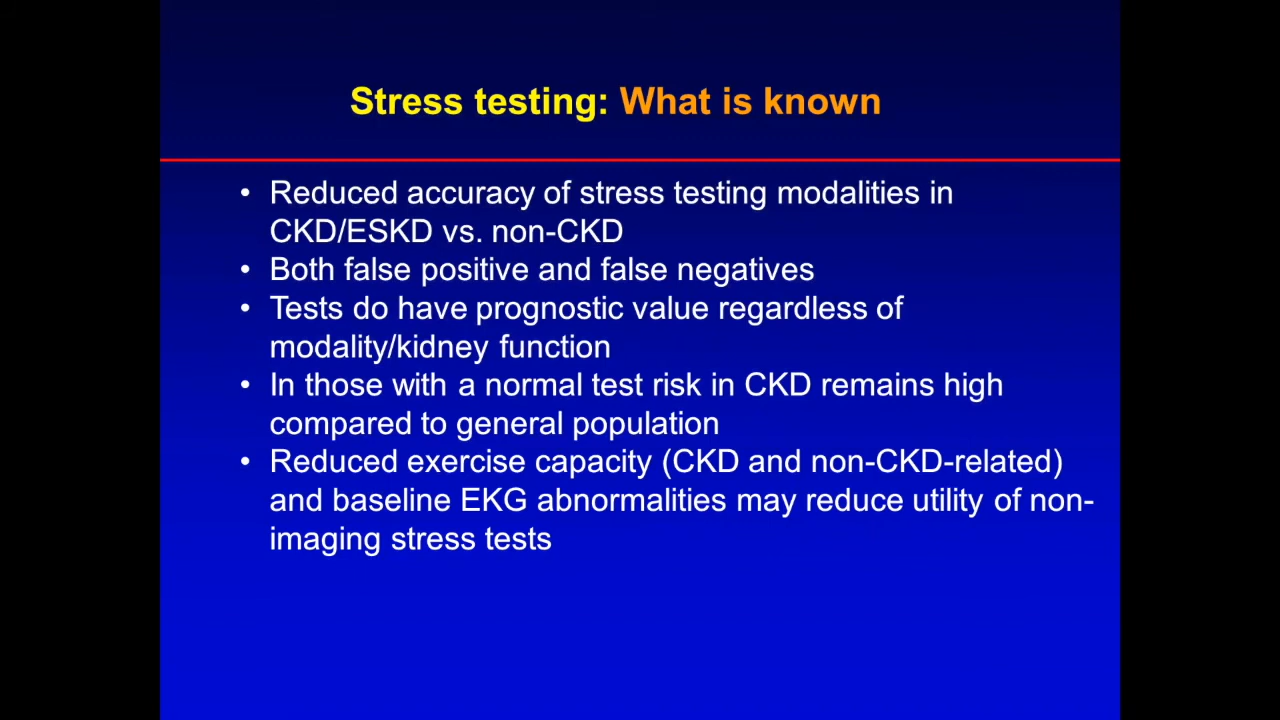 Stress testing: What is known
• Reduced accuracy of stress testing modalities in
CKD/ESKD vs. non-CKD
• Both false positive and false negatives
• Tests do have prognostic value regardless of
modality/kidney function
• In those with a normal test risk in CKD remains high
compared to general population
• Reduced exercise capacity (CKD and non-CKD-related)
and baseline EKG abnormalities may reduce utility of non-
imaging stress tests